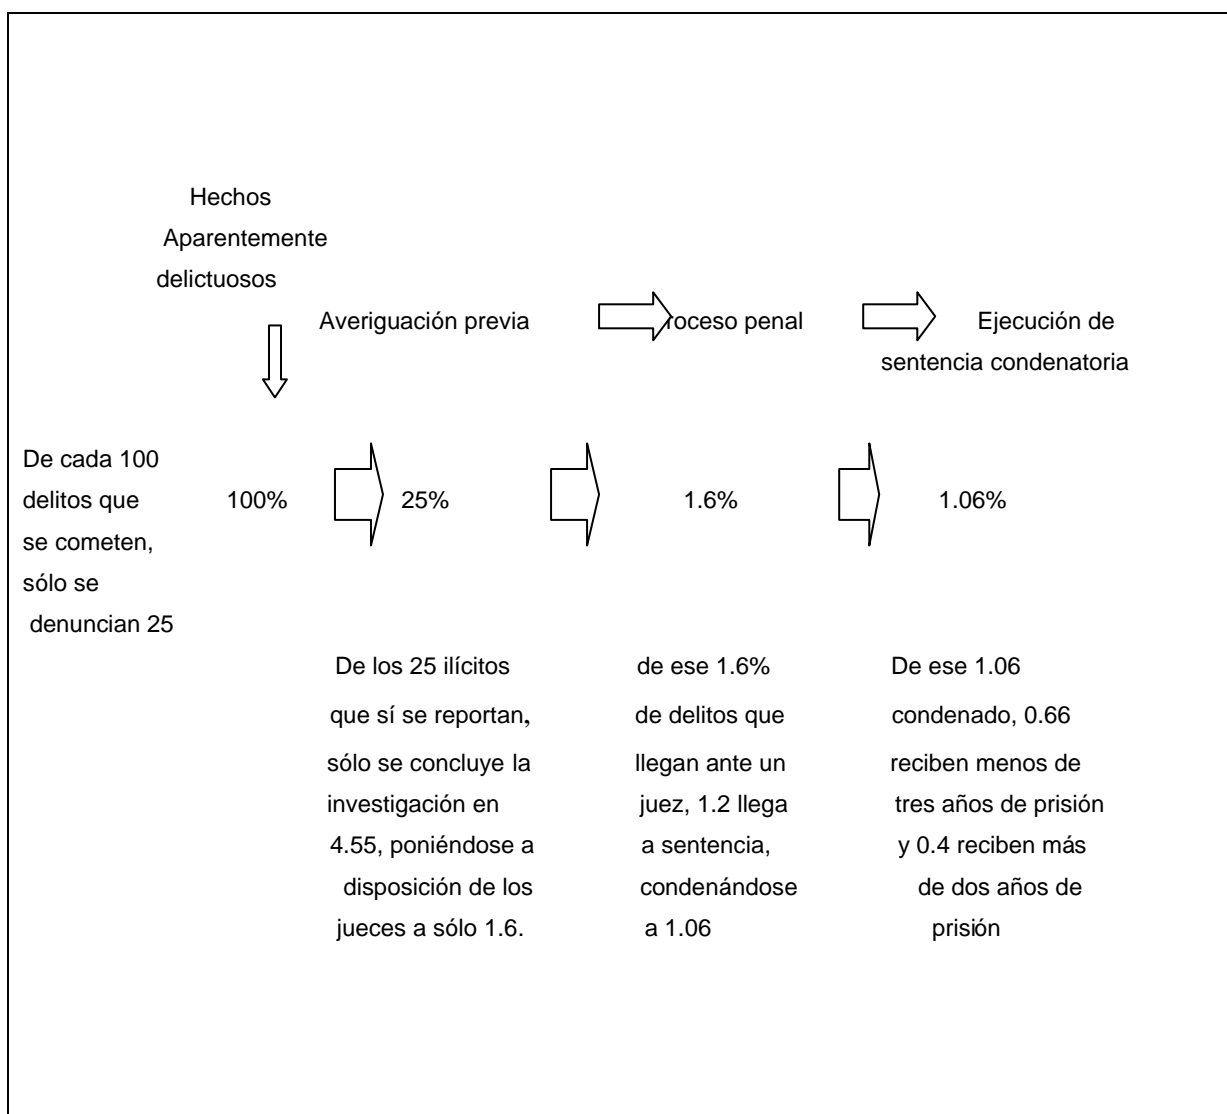 Hechos
Aparentemente
delictuosos
Averiguación previa
roceso penal
Ejecución de
sentencia condenatoria
De cada 100
delitos que
se cometen,
sólo se
denuncian 25
100%
25%
1.6%
1.06%
De los 25 ilícitos
que sí se reportan,
sólo se concluye la
investigación en
4.55, poniéndose a
disposición de los
jueces a sólo 1.6.
de ese 1.6%
de delitos que
llegan ante un
juez, 1.2 llega
a sentencia,
condenándose
a 1.06
De ese 1.06
condenado, 0.66
reciben menos de
tres años de prisión
y 0.4 reciben más
de dos años de
prisión